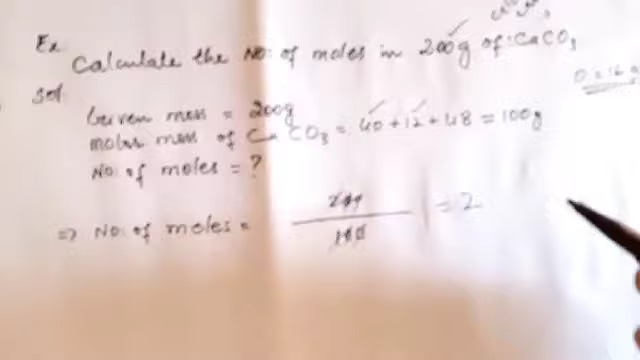 Ex
Calculate the No: of moles in 200g of CaCO3
Sol:
Given mass = 200g
Molar mass of CaCO3 = 40+12+48 = 100g
No: of moles = ?
⇒ No: of moles = 200/100 = 2